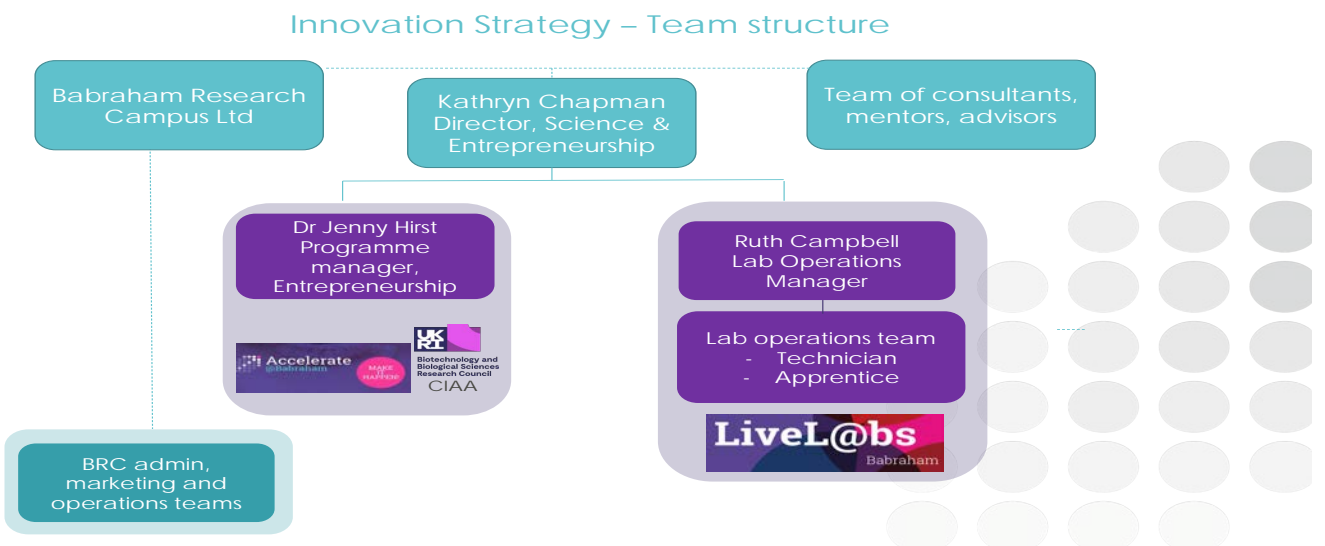 Innovation Strategy – Team structure
Babraham Research
Campus Ltd
Kathryn Chapman
Director, Science &
Entrepreneurship
Team of consultants,
mentors, advisors
Dr Jenny Hirst
Programme
manager,
Entrepreneurship
Accelerate
@Babraham
MAKE
IT
HAPPEN!
UK
RI
Biotechnology and
Biological Sciences
Research Council
CIAA
Ruth Campbell
Lab Operations
Manager
Lab operations team
- Technician
- Apprentice
LiveL@bs
Babraham
BRC admin,
marketing and
operations teams